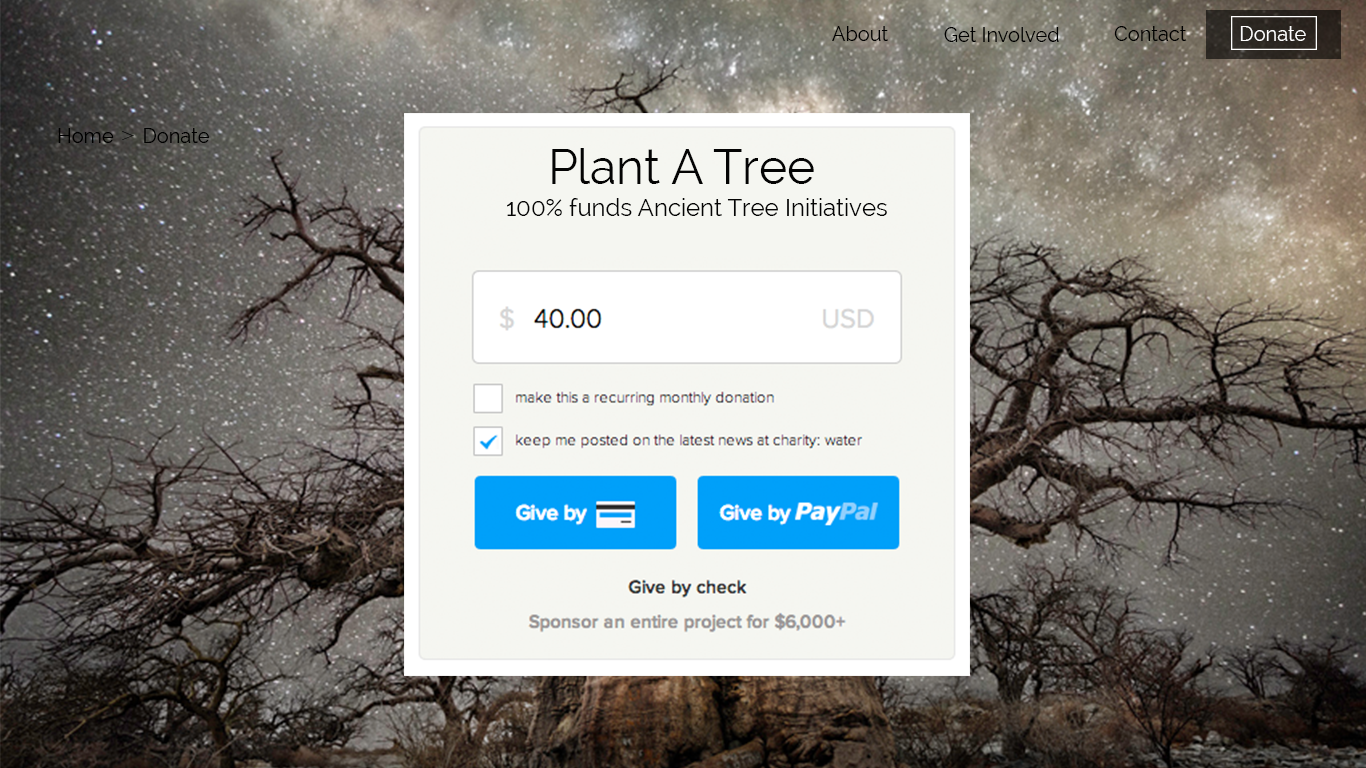 About Get Involved Contact Donate
Home > Donate
Plant A Tree
100% funds Ancient Tree Initiatives
$ 40.00 USD
make this a recurring monthly donation
keep me posted on the latest news at charity: water
Give by Give by PayPal
Give by check
Sponsor an entire project for $6,000+